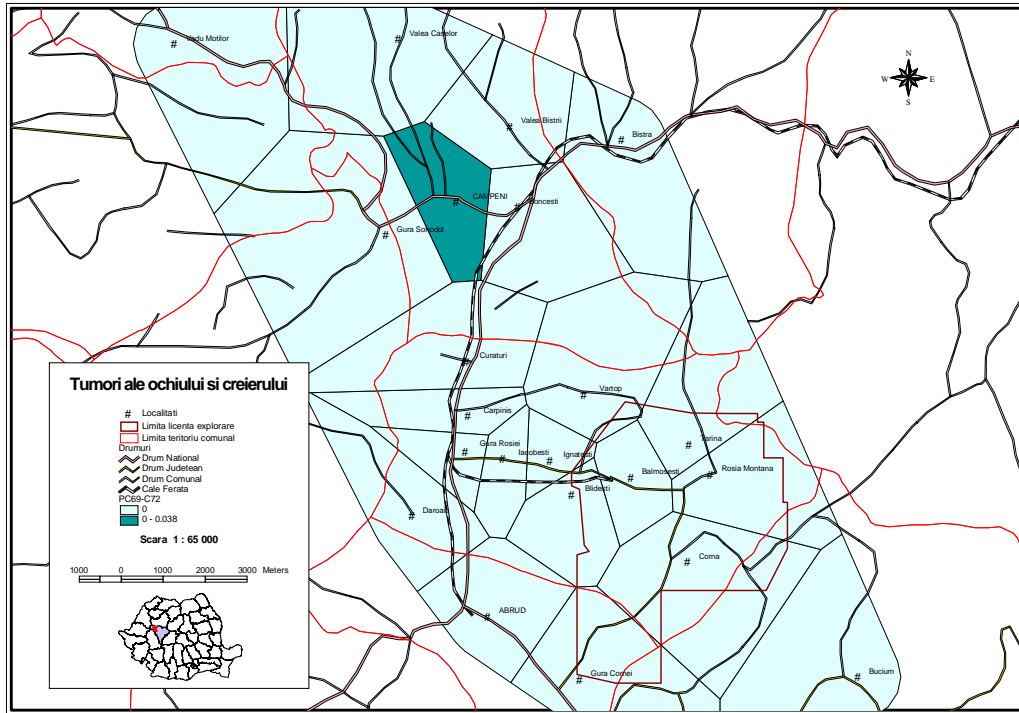 Vadu Motilor
Valea Caselor
N
W E
S
Valea Bistrii
Bistra
CAMPENI
Boncesti
Gura Sohodol
Curaturi
Vartop
Carpinis
Tarina
Gura Rosiei
Iacobesti
Ignatesti
Balmosesti
Rosia Montana
Blidesti
Daroaia
Corna
ABRUD
Gura Cornei
Bucium
Tumori ale ochiului si creierului
# Localitati
Limita licenta explorare
Limita teritoriu comunal
Drumuri
Drum National
Drum Judetean
Drum Comunal
Cale Ferata
PC69-C72
0
0 - 0.038
Scara 1 : 65 000
1000 0 1000 2000 3000 Meters